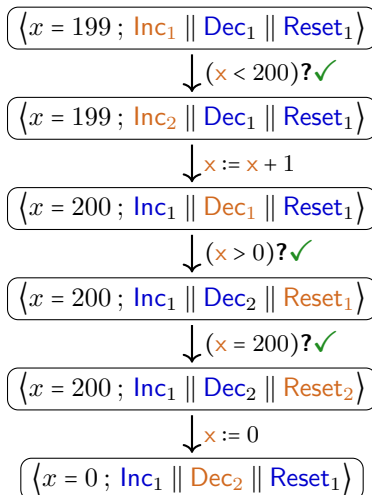 ⟨x = 199 ; Inc₁ || Dec₁ || Reset₁⟩
(x < 200)?✓
⟨x = 199 ; Inc₂ || Dec₁ || Reset₁⟩
x := x + 1
⟨x = 200 ; Inc₁ || Dec₁ || Reset₁⟩
(x > 0)?✓
⟨x = 200 ; Inc₁ || Dec₂ || Reset₁⟩
(x = 200)?✓
⟨x = 200 ; Inc₁ || Dec₂ || Reset₂⟩
x := 0
⟨x = 0 ; Inc₁ || Dec₂ || Reset₁⟩